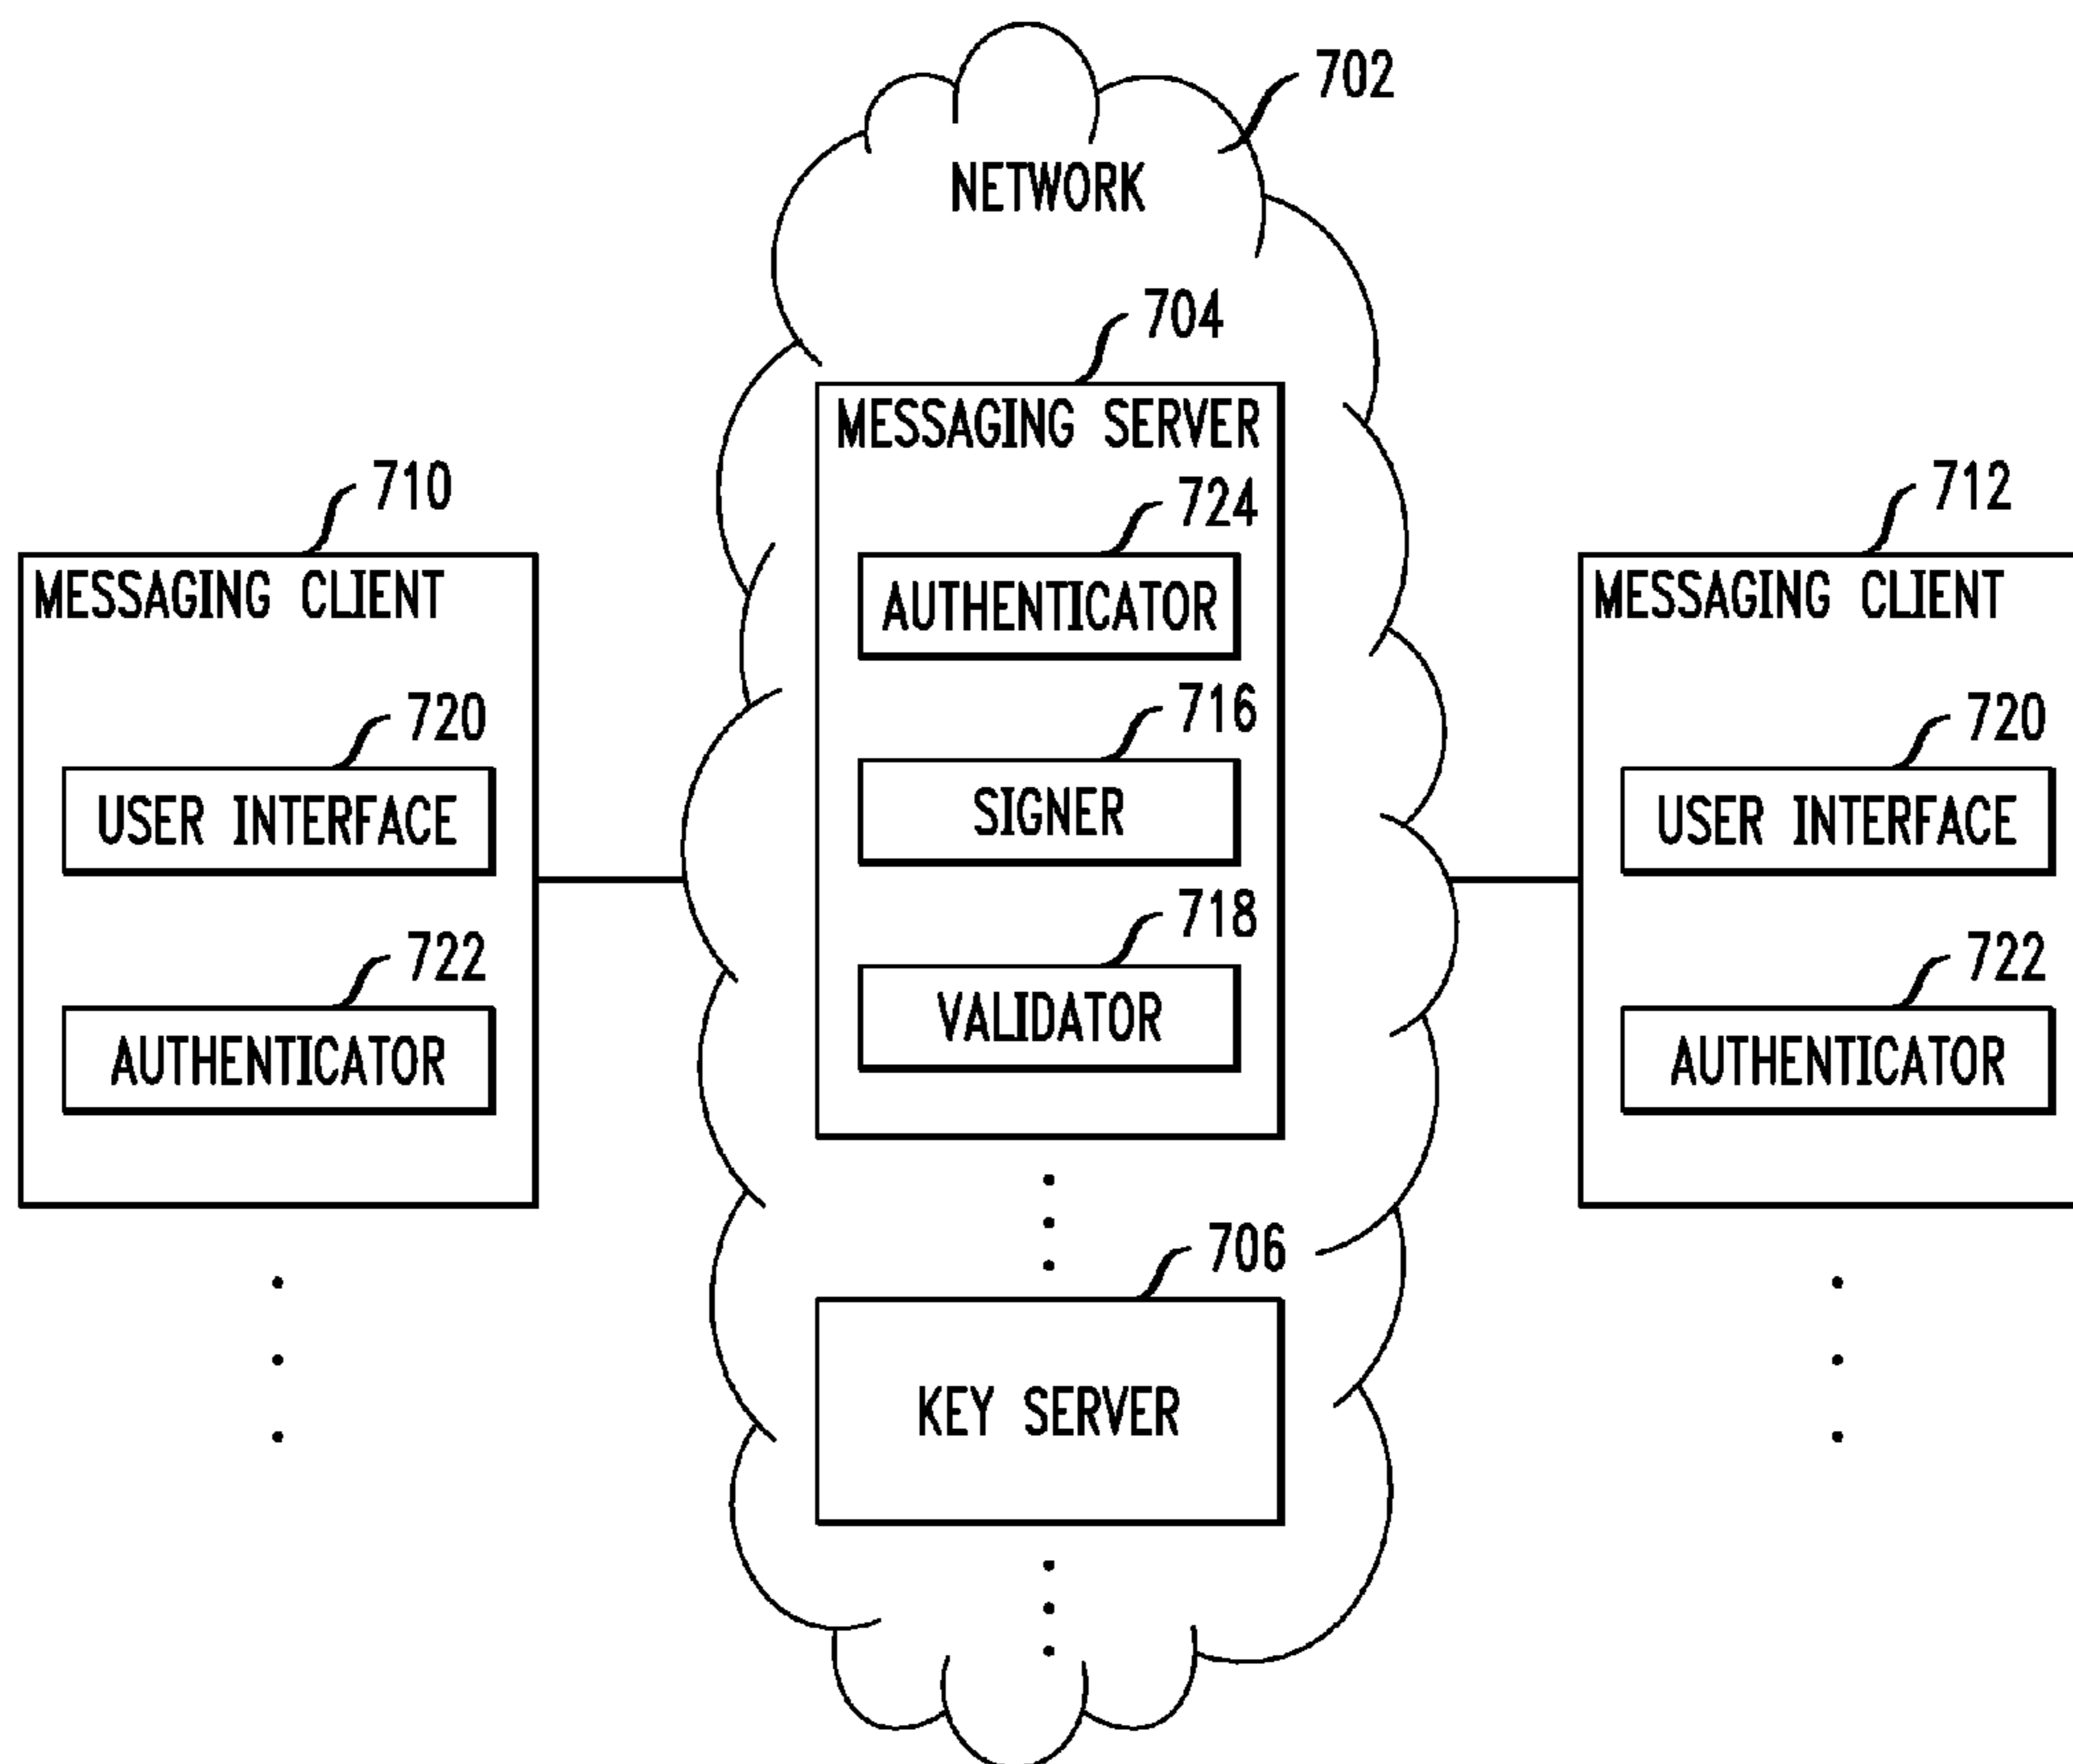 702
NETWORK
704
MESSAGING SERVER
724
AUTHENTICATOR
716
SIGNER
718
VALIDATOR
706
KEY SERVER
710
MESSAGING CLIENT
720
USER INTERFACE
722
AUTHENTICATOR
712
MESSAGING CLIENT
720
USER INTERFACE
722
AUTHENTICATOR